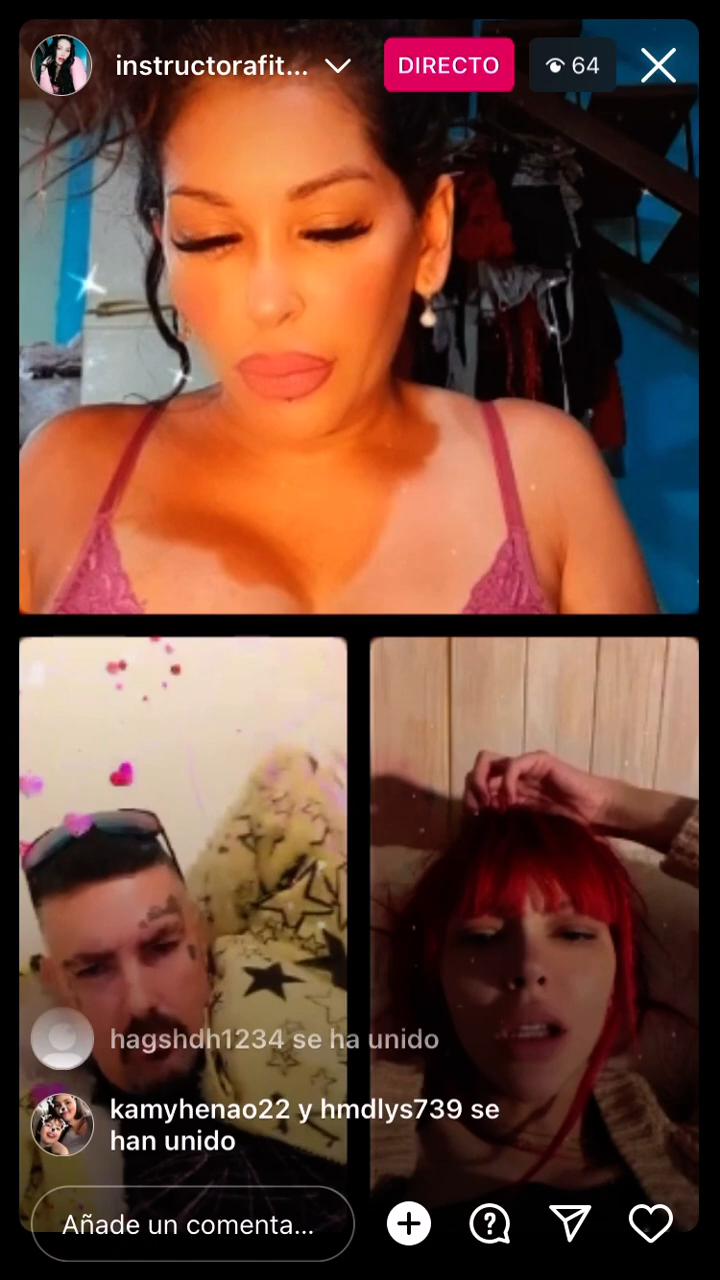 instructorafit...
DIRECTO
64
hagshdh1234 se ha unido
kamyhenao22 y hmdlys739 se
han unido
Añade un comenta...